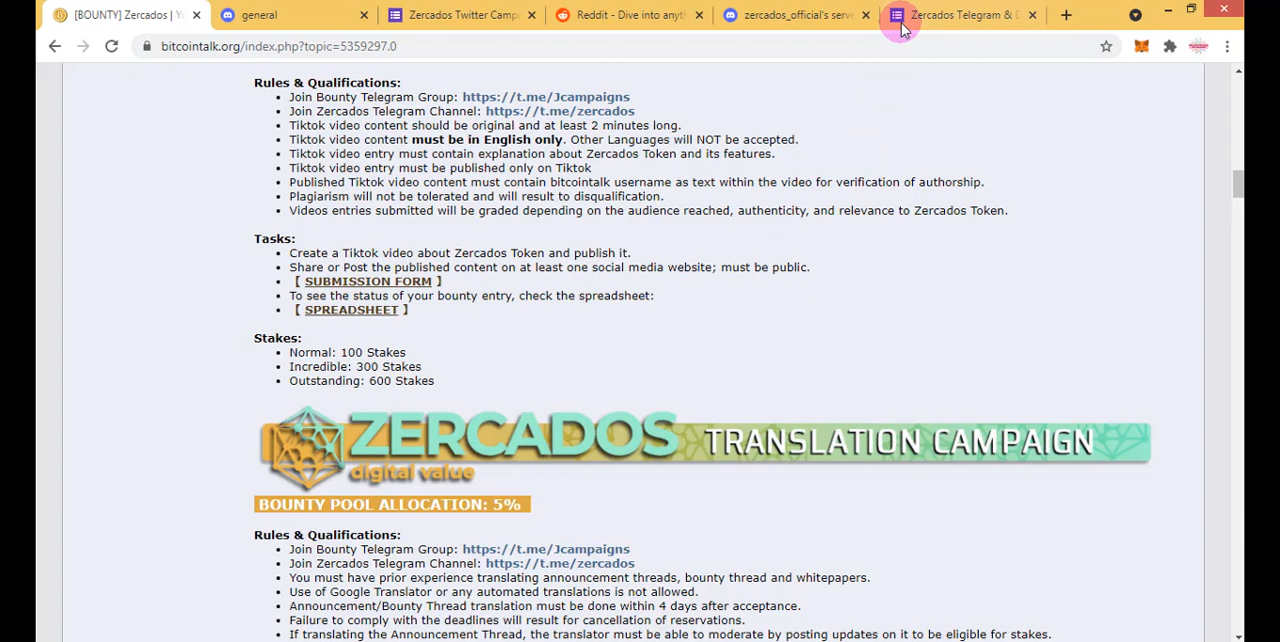 [BOUNTY] Zercados | Y
general
Zercados Twitter Camp
Reddit - Dive into anyth
zercados_official's serve
Zercados Telegram & D
bitcointalk.org/index.php?topic=5359297.0
Rules & Qualifications:
Join Bounty Telegram Group: https://t.me/Jcampaigns
Join Zercados Telegram Channel: https://t.me/zercados
Tiktok video content should be original and at least 2 minutes long.
Tiktok video content must be in English only. Other Languages will NOT be accepted.
Tiktok video entry must contain explanation about Zercados Token and its features.
Tiktok video entry must be published only on Tiktok
Published Tiktok video content must contain bitcointalk username as text within the video for verification of authorship.
Plagiarism will not be tolerated and will result to disqualification.
Videos entries submitted will be graded depending on the audience reached, authenticity, and relevance to Zercados Token.
Tasks:
Create a Tiktok video about Zercados Token and publish it.
Share or Post the published content on at least one social media website; must be public.
【 SUBMISSION FORM 】
To see the status of your bounty entry, check the spreadsheet:
【 SPREADSHEET 】
Stakes:
Normal: 100 Stakes
Incredible: 300 Stakes
Outstanding: 600 Stakes
ZERCADOS TRANSLATION CAMPAIGN
digital value
BOUNTY POOL ALLOCATION: 5%
Rules & Qualifications:
Join Bounty Telegram Group: https://t.me/Jcampaigns
Join Zercados Telegram Channel: https://t.me/zercados
You must have prior experience translating announcement threads, bounty thread and whitepapers.
Use of Google Translator or any automated translations is not allowed.
Announcement/Bounty Thread translation must be done within 4 days after acceptance.
Failure to comply with the deadlines will result for cancellation of reservations.
If translating the Announcement Thread, the translator must be able to moderate by posting updates on it to be eligible for stakes.